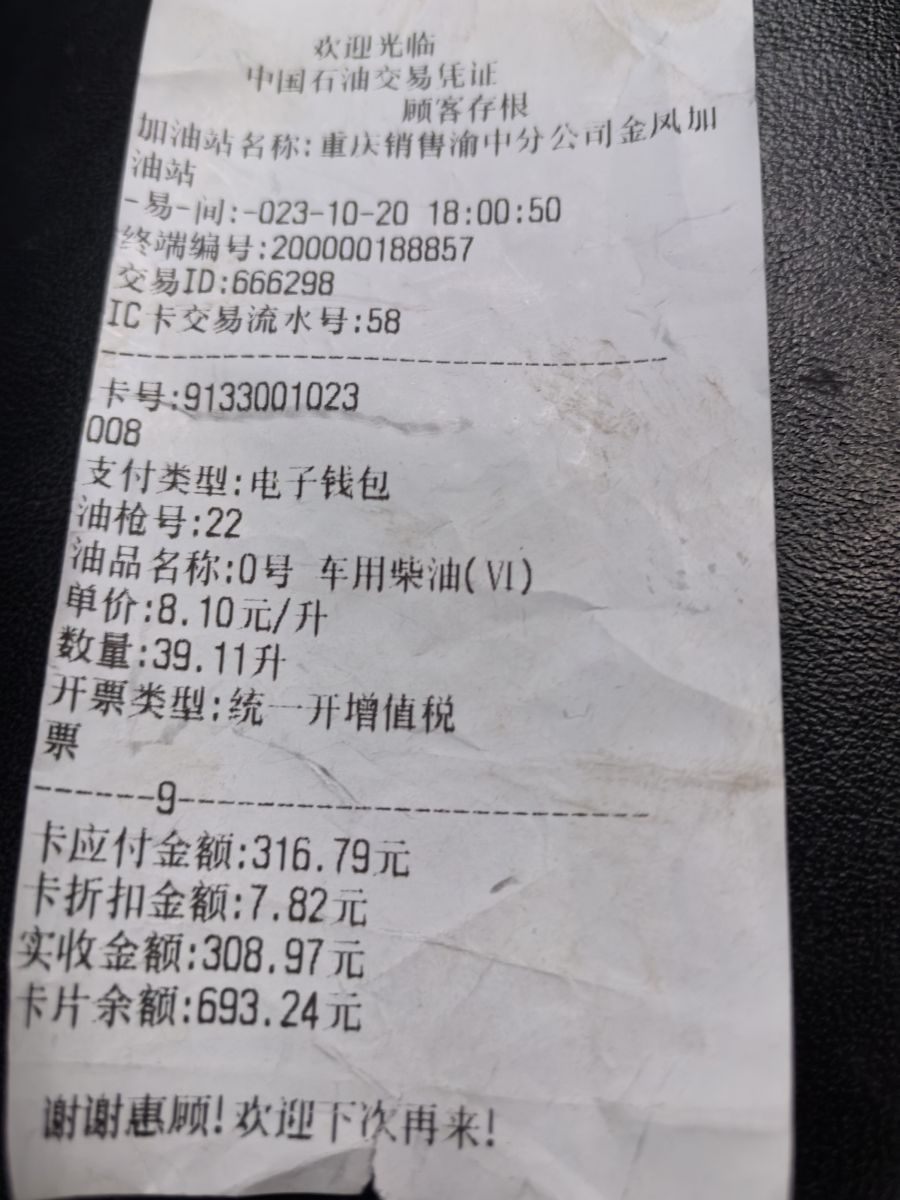 欢迎光临
中国石油交易凭证
顾客存根
加油站名称:重庆销售渝中分公司金凤加
油站
-易-间:-023-10-20 18:00:50
终端编号:200000188857
交易ID:666298
IC卡交易流水号:58
--------------------------------
卡号:9133001023
008
支付类型:电子钱包
油枪号:22
油品名称:0号 车用柴油(Ⅵ)
单价:8.10元/升
数量:39.11升
开票类型:统一开增值税
票
------9------------------------
卡应付金额:316.79元
卡折扣金额:7.82元
实收金额:308.97元
卡片余额:693.24元
谢谢惠顾!欢迎下次再来!